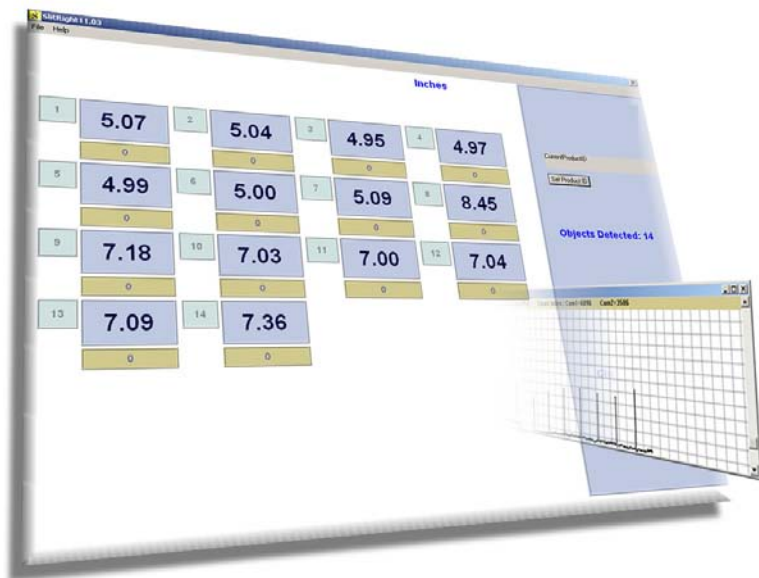 SlitRight 1.03
File Help
Inches
1 5.07 2 5.04 3 4.95 4 4.97
0 0 0 0
5 4.99 6 5.00 7 5.09 8 8.45
0 0 0 0
9 7.18 10 7.03 11 7.00 12 7.04
0 0 0 0
13 7.09 14 7.36
0 0
CurrentProductID
Set Product ID
Objects Detected: 14
Cam2=3586